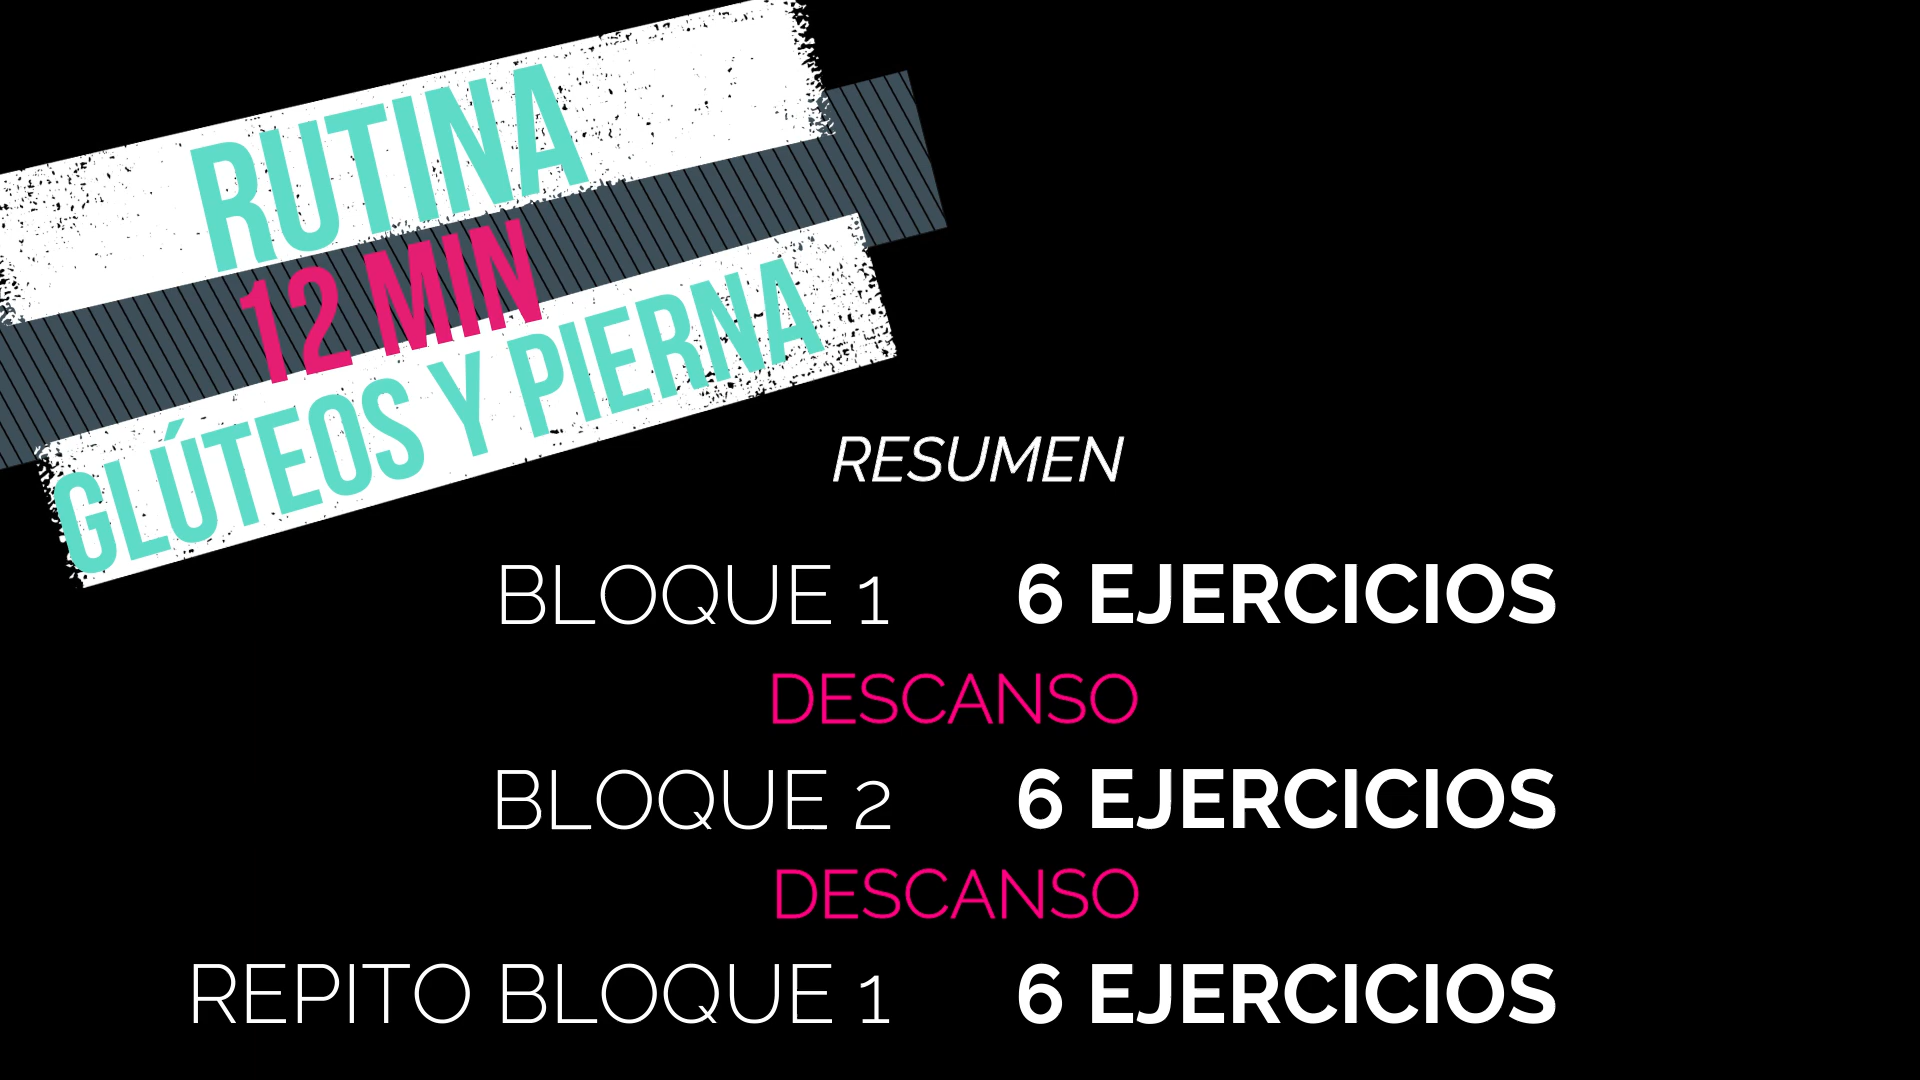 RUTINA
12 MIN
GLÚTEOS Y PIERNA
RESUMEN
BLOQUE 1 6 EJERCICIOS
DESCANSO
BLOQUE 2 6 EJERCICIOS
DESCANSO
REPITO BLOQUE 1 6 EJERCICIOS